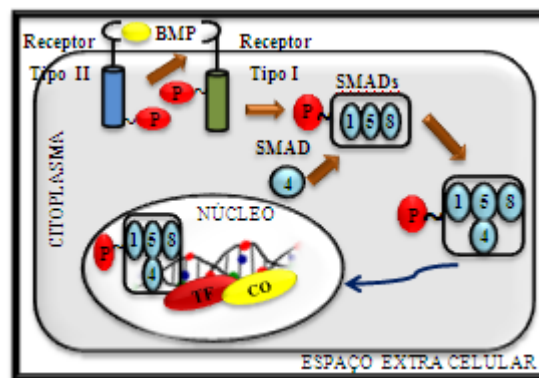 Receptor
Tipo II
BMP
Receptor
Tipo I
P
P
SMADs
P
1 5 8
SMAD
4
CITOPLASMA
NÚCLEO
P
1 5 8
4
TF
CO
P
1 5 8
4
ESPAÇO EXTRA CELULAR